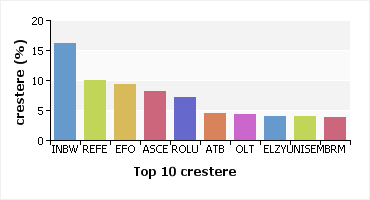 crestere (%)
20
15
10
5
0
INBW REFE EFO ASCE ROLU ATB OLT ELZY UNISEM BRM
Top 10 crestere